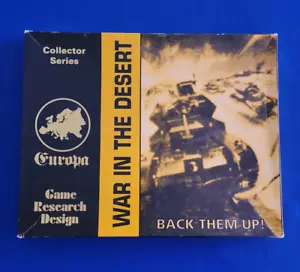 Collector
Series
Europa
Game
Research
Design
WAR IN THE DESERT
BACK THEM UP!